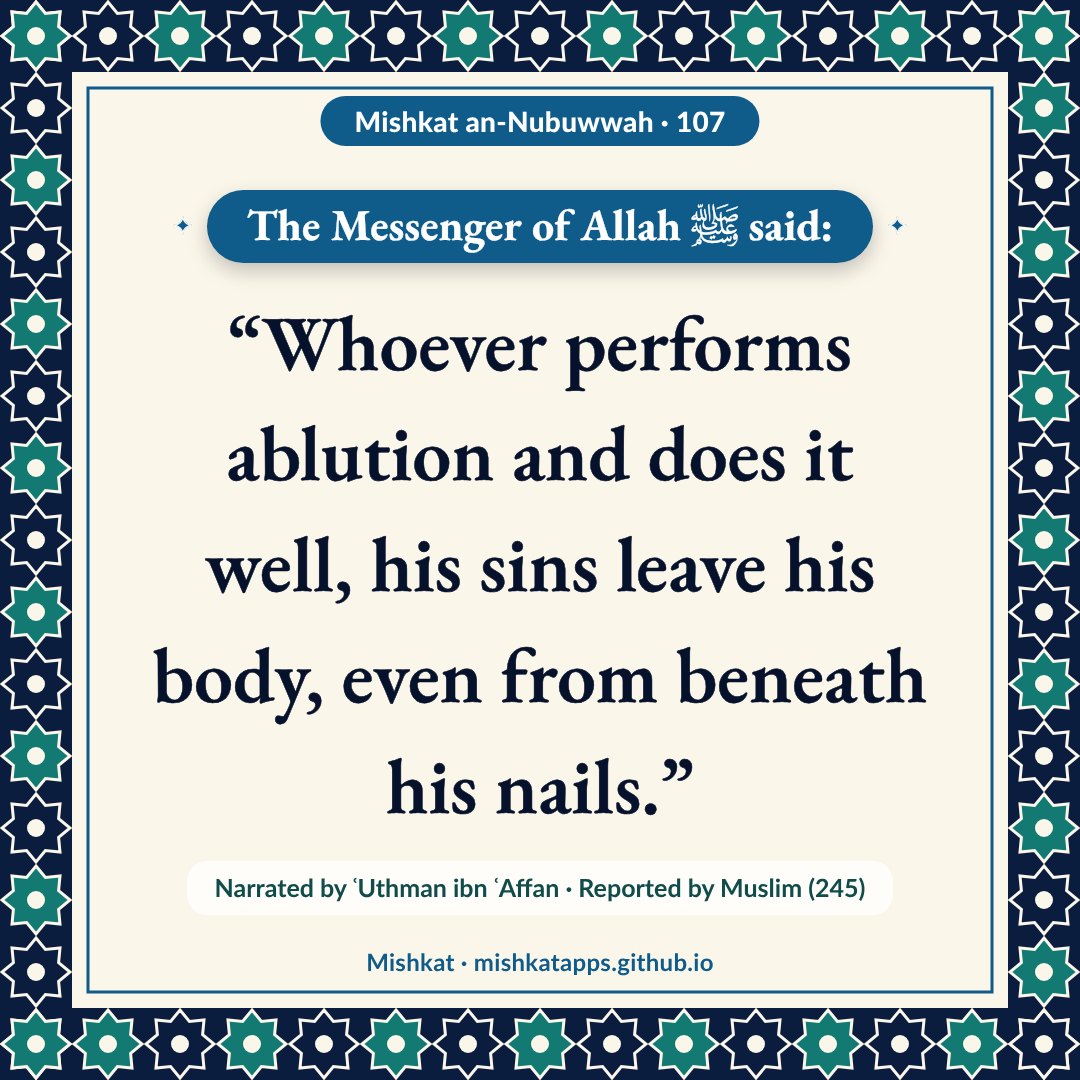 Mishkat an-Nubuwwah · 107
The Messenger of Allah ﷺ said:
“Whoever performs
ablution and does it
well, his sins leave his
body, even from beneath
his nails.”
Narrated by ʿUthman ibn ʿAffan · Reported by Muslim (245)
Mishkat · mishkatapps.github.io